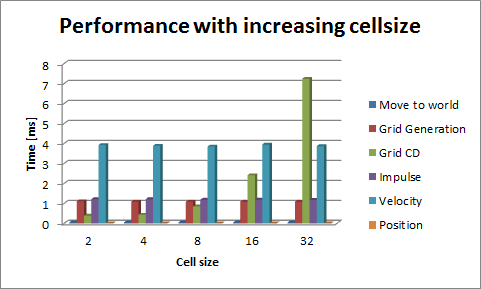 Performance with increasing cellsize
8
7
6
5
4
3
2
1
0
Time [ms]
2 4 8 16 32
Cell size
Move to world
Grid Generation
Grid CD
Impulse
Velocity
Position